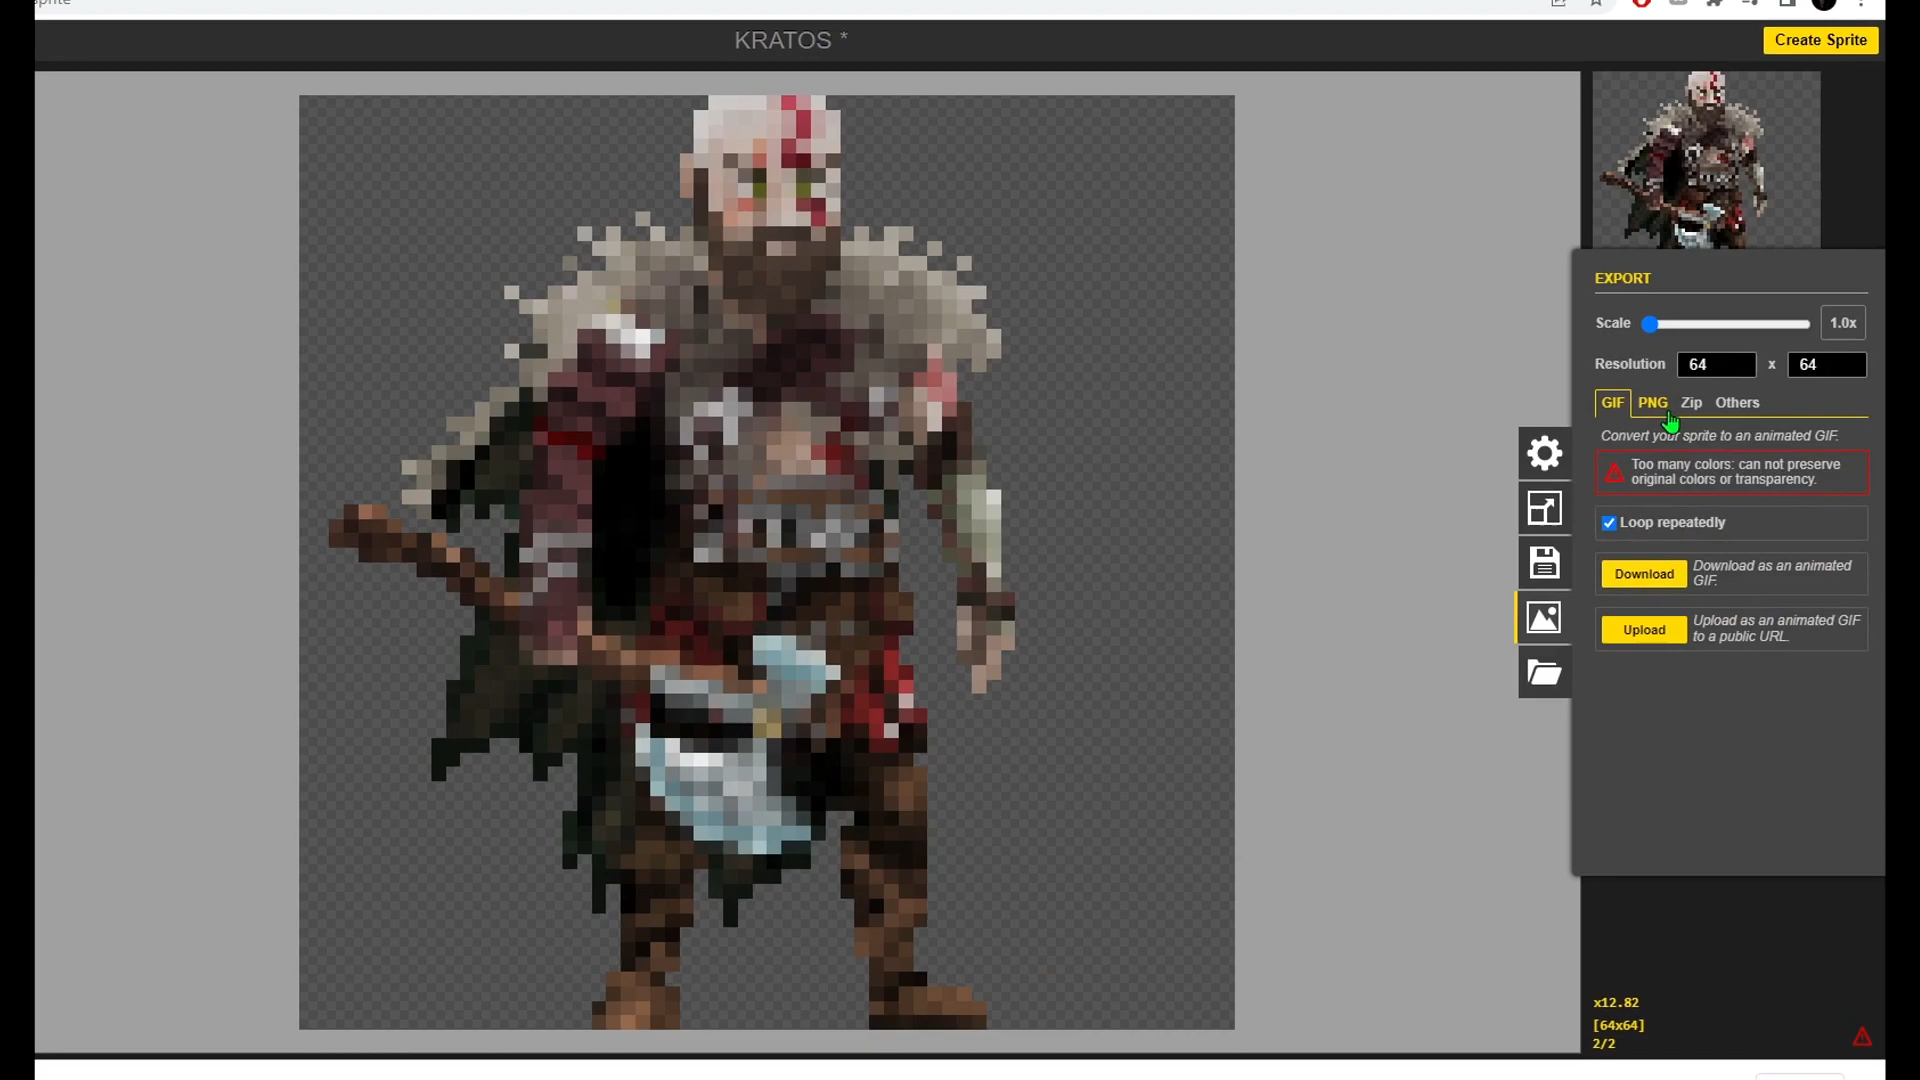 sprite
KRATOS *
Create Sprite
EXPORT
Scale 1.0x
Resolution 64 x 64
GIF PNG Zip Others
Convert your sprite to an animated GIF.
Too many colors: can not preserve
original colors or transparency.
Loop repeatedly
Download Download as an animated
GIF.
Upload Upload as an animated GIF
to a public URL.
x12.82
[64x64]
2/2